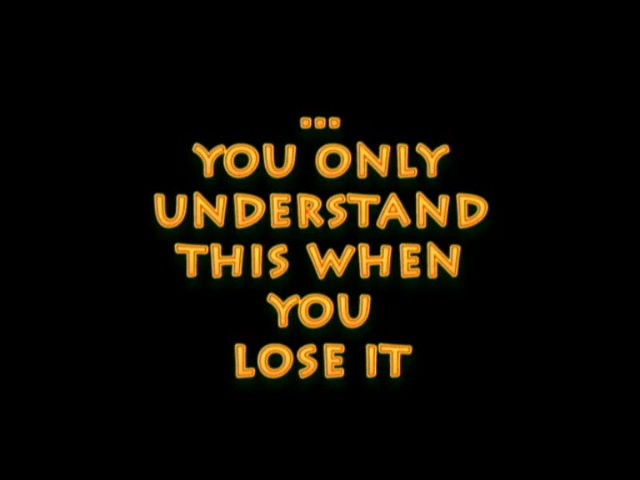 ...
YOU ONLY
UNDERSTAND
THIS WHEN
YOU
LOSE IT